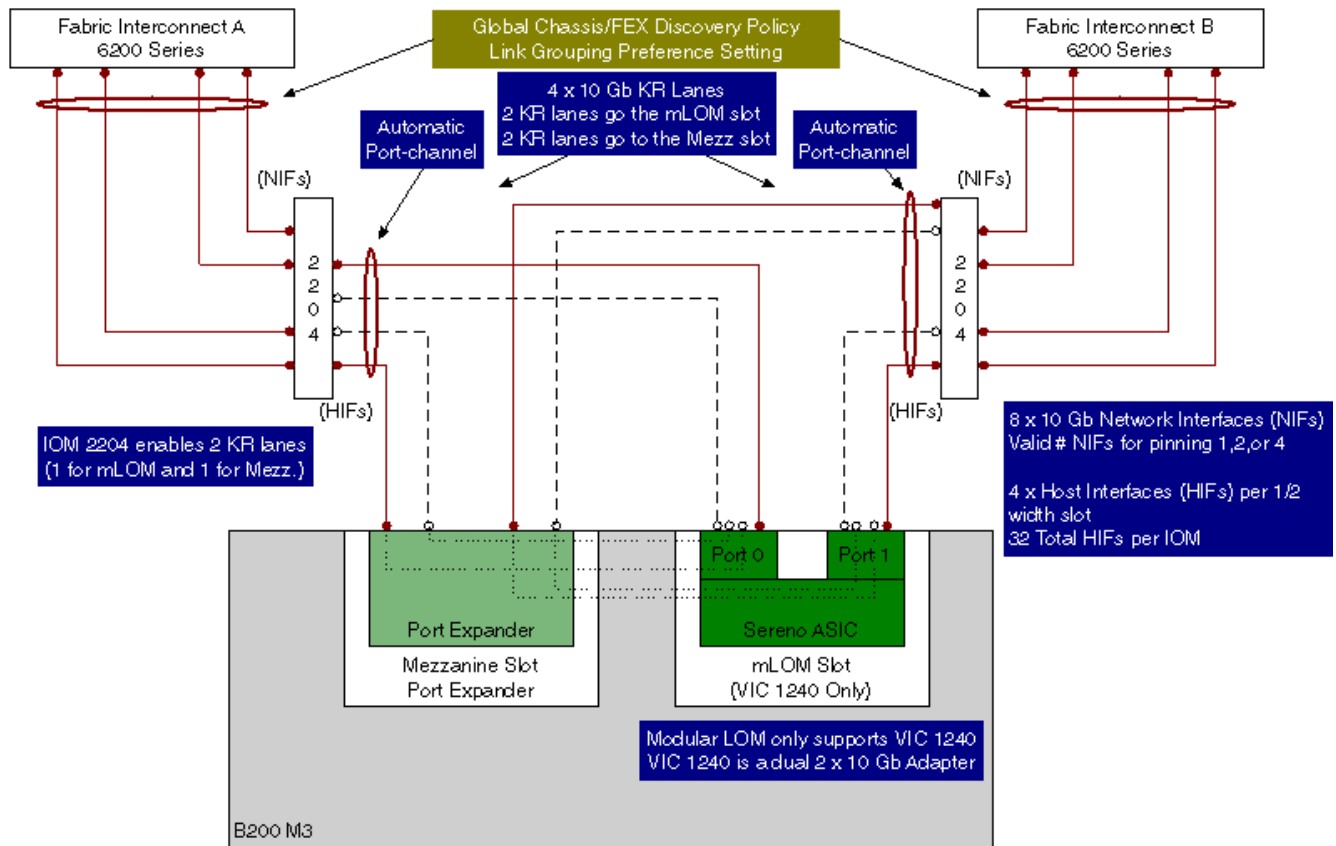 Fabric Interconnect A
6200 Series
Global Chassis/FEX Discovery Policy
Link Grouping Preference Setting
Fabric Interconnect B
6200 Series
4 x 10 Gb KR Lanes
2 KR lanes go the mLOM slot
2 KR lanes go to the Mezz slot
Automatic
Port-channel
Automatic
Port-channel
(NIFs)
(NIFs)
2
2
0
4
2
2
0
4
(HIFs)
(HIFs)
IOM 2204 enables 2 KR lanes
(1 for mLOM and 1 for Mezz.)
8 x 10 Gb Network Interfaces (NIFs)
Valid # NIFs for pinning 1,2,or 4
4 x Host Interfaces (HIFs) per 1/2
width slot
32 Total HIFs per IOM
Port 0
Port 1
Port Expander
Sereno ASIC
Mezzanine Slot
Port Expander
mLOM Slot
(VIC 1240 Only)
Modular LOM only supports VIC 1240
VIC 1240 is a dual 2 x 10 Gb Adapter
B200 M3